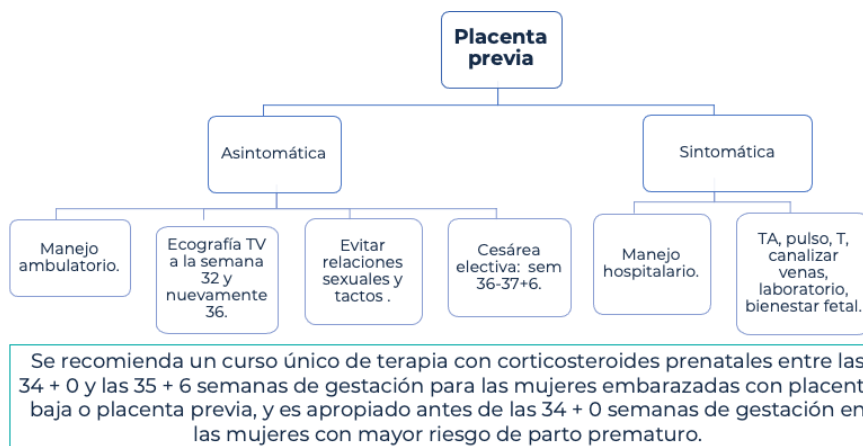 Placenta
previa
Asintomática
Sintomática
Manejo
ambulatorio.
Ecografía TV
a la semana
32 y
nuevamente
36.
Evitar
relaciones
sexuales y
tactos .
Cesárea
electiva: sem
36-37+6.
Manejo
hospitalario.
TA, pulso, T,
canalizar
venas,
laboratorio,
bienestar fetal.
Se recomienda un curso único de terapia con corticosteroides prenatales entre las
34 + 0 y las 35 + 6 semanas de gestación para las mujeres embarazadas con placent
baja o placenta previa, y es apropiado antes de las 34 + 0 semanas de gestación en
las mujeres con mayor riesgo de parto prematuro.